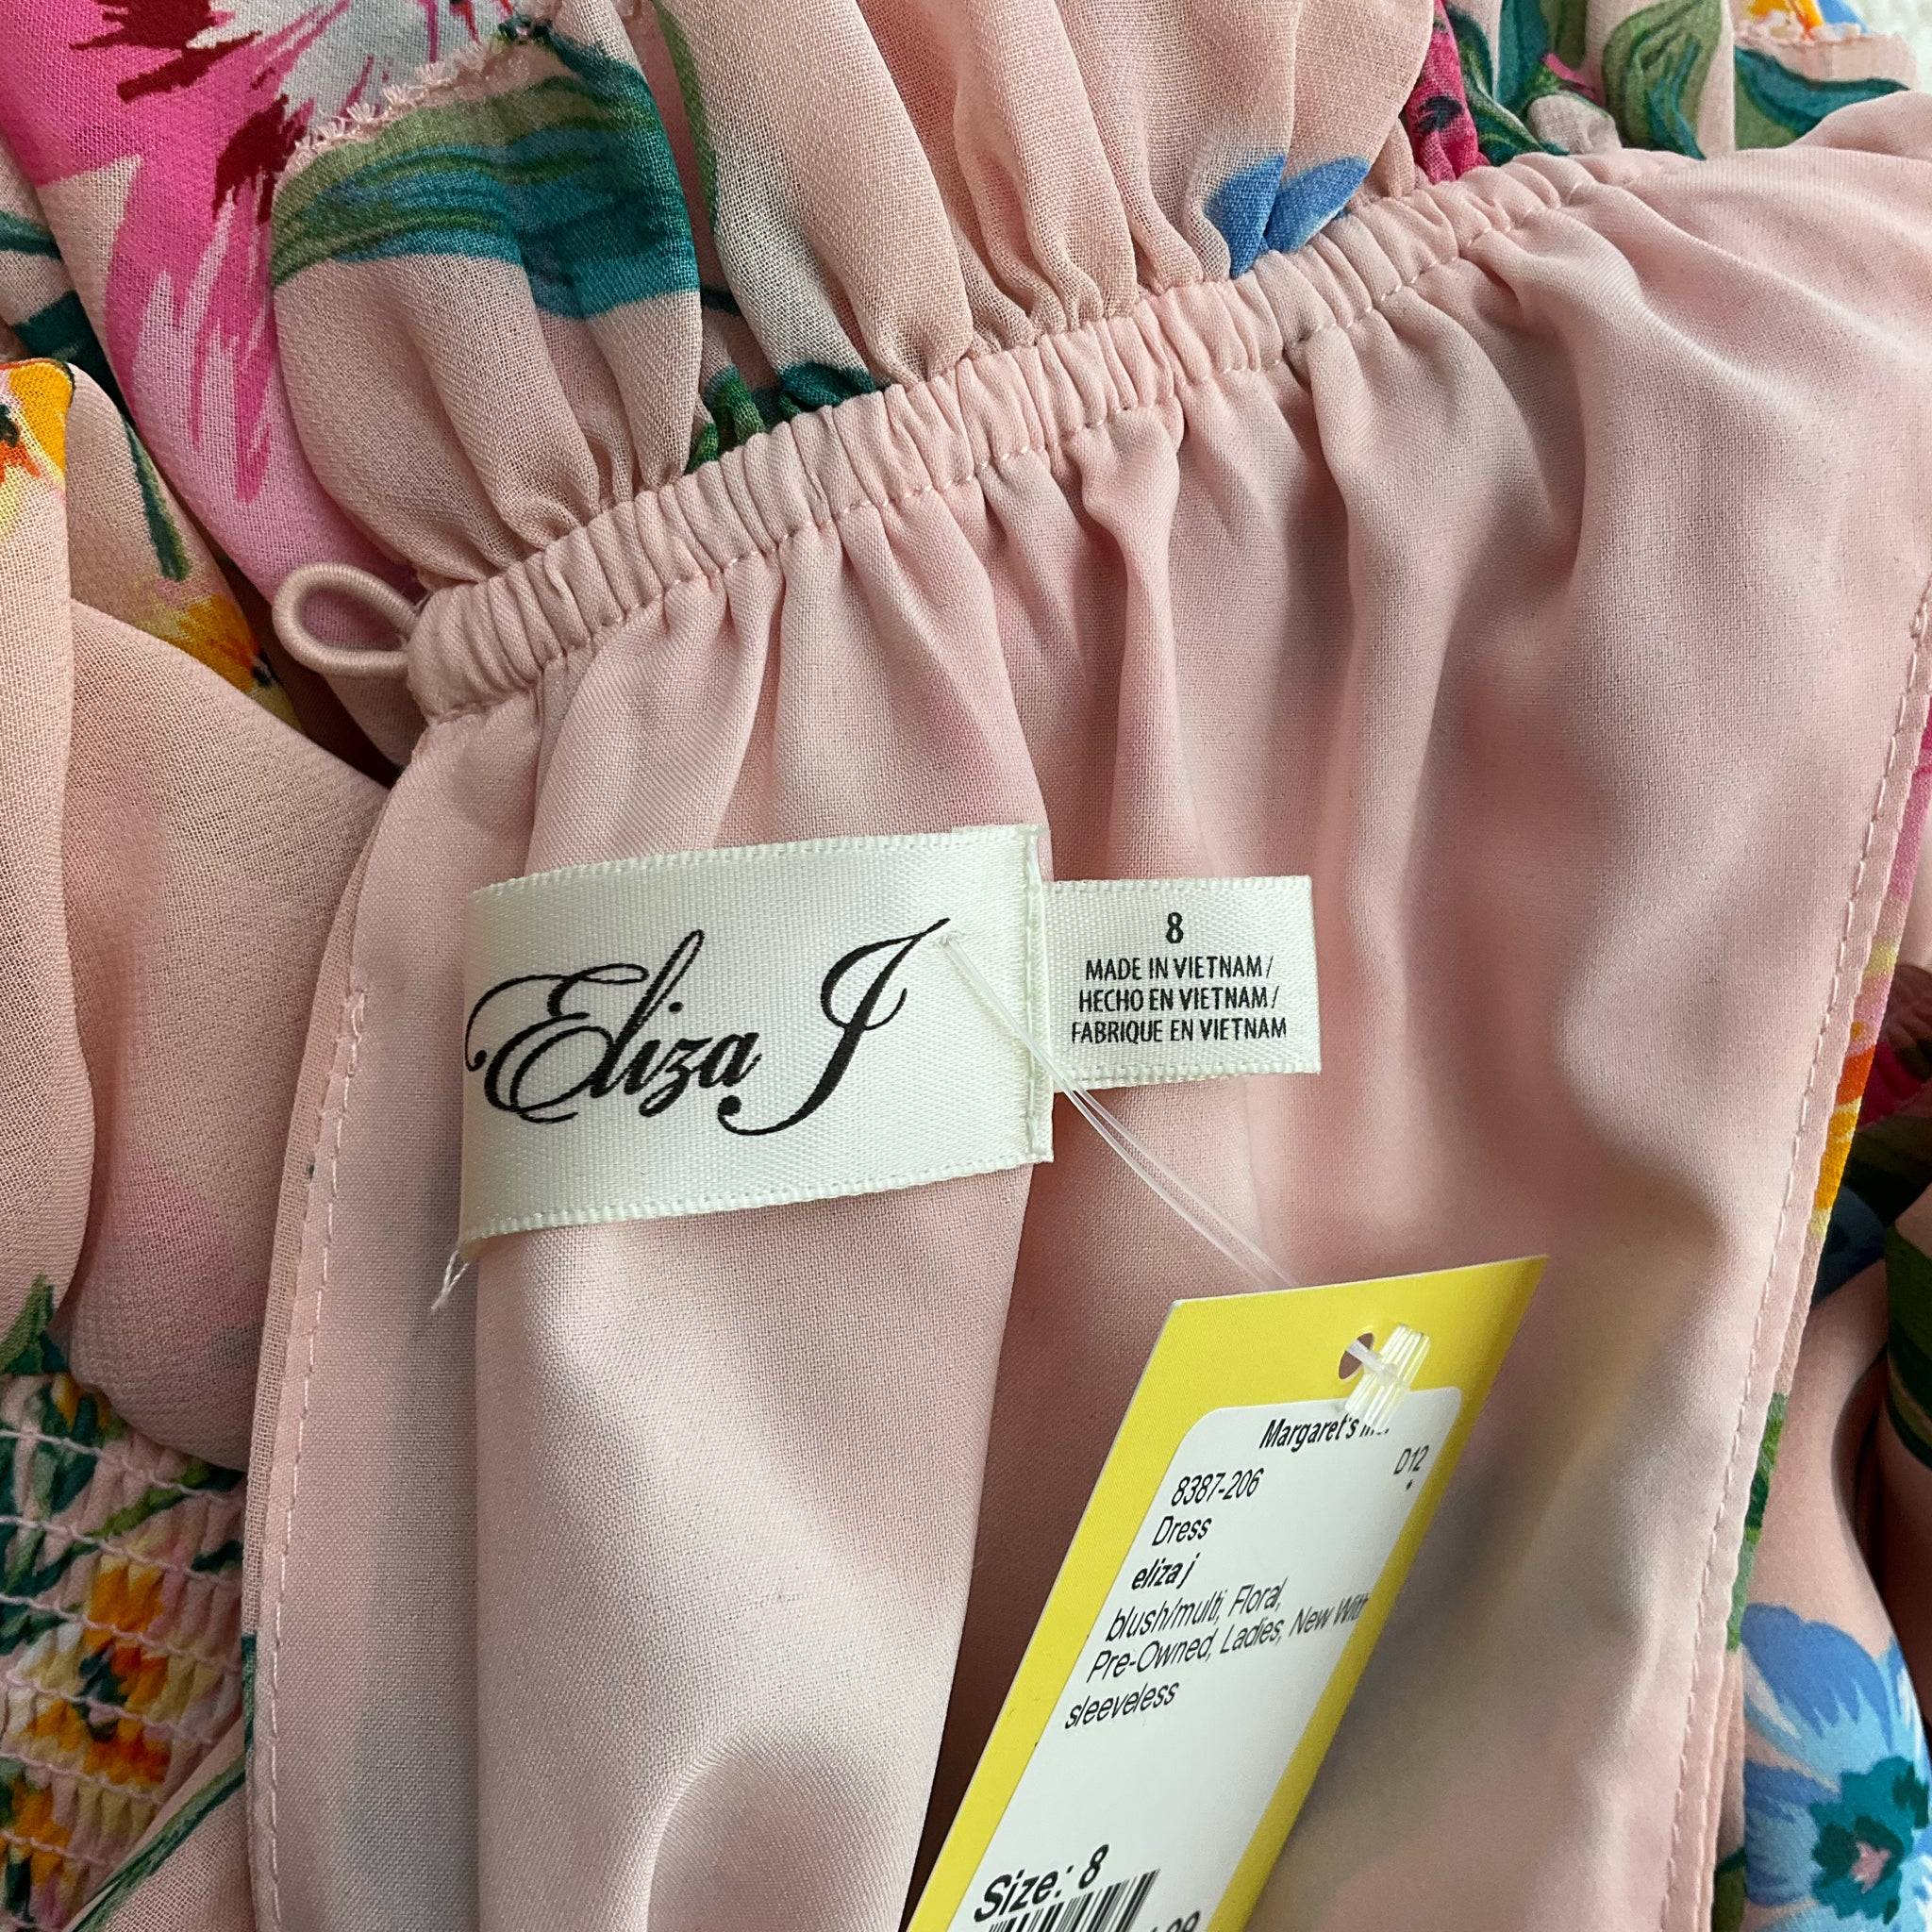 Eliza J
8
MADE IN VIETNAM/
HECHO EN VIETNAM/
FABRIQUE EN VIETNAM
Margaret's
D12
8387-206
Dress
eliza j
blush/multi, Floral,
Pre-Owned, Ladies, New With
sleeveless
Size: 8